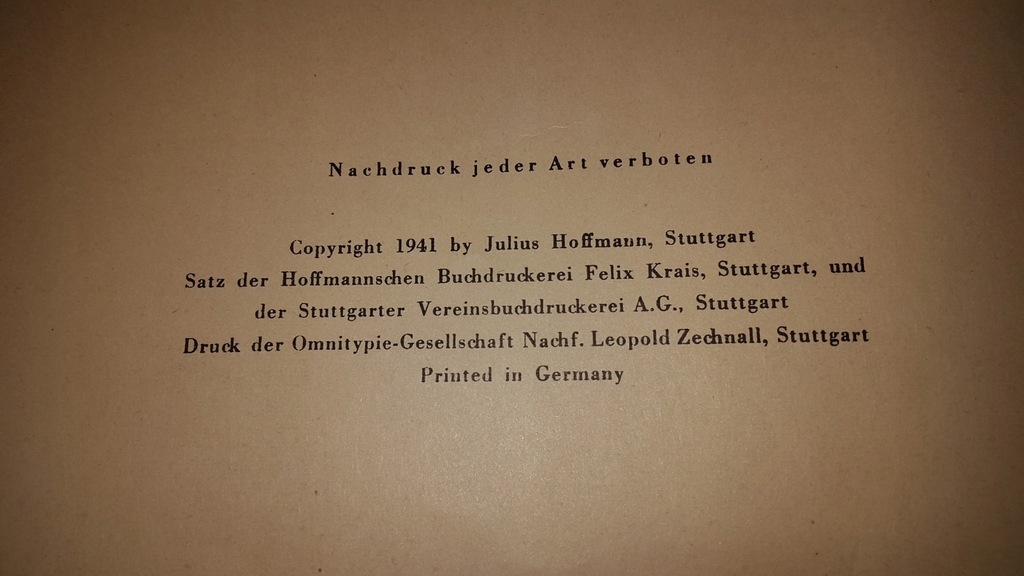 Nachdruck jeder Art verboten
Copyright 1941 by Julius Hoffmann, Stuttgart
Satz der Hoffmannschen Buchdruckerei Felix Krais, Stuttgart, und
der Stuttgarter Vereinsbuchdruckerei A.G., Stuttgart
Druck der Omnitypie-Gesellschaft Nachf. Leopold Zechnall, Stuttgart
Printed in Germany